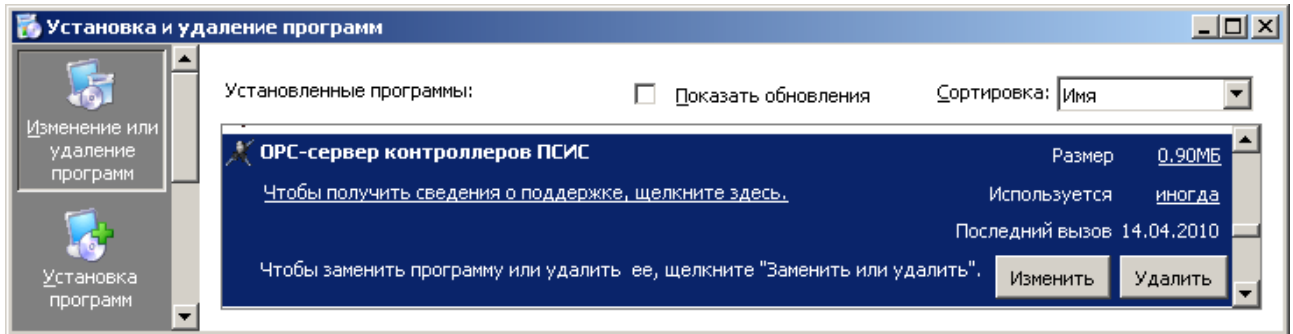 Установка и удаление программ
Изменение или
удаление
программ
Установка
программ
Установленные программы:
Показать обновления
Сортировка: Имя
OPC-сервер контроллеров ПСИС
Размер 0.90МБ
Чтобы получить сведения о поддержке, щелкните здесь.
Используется иногда
Последний вызов 14.04.2010
Чтобы заменить программу или удалить ее, щелкните "Заменить или удалить".
Изменить Удалить